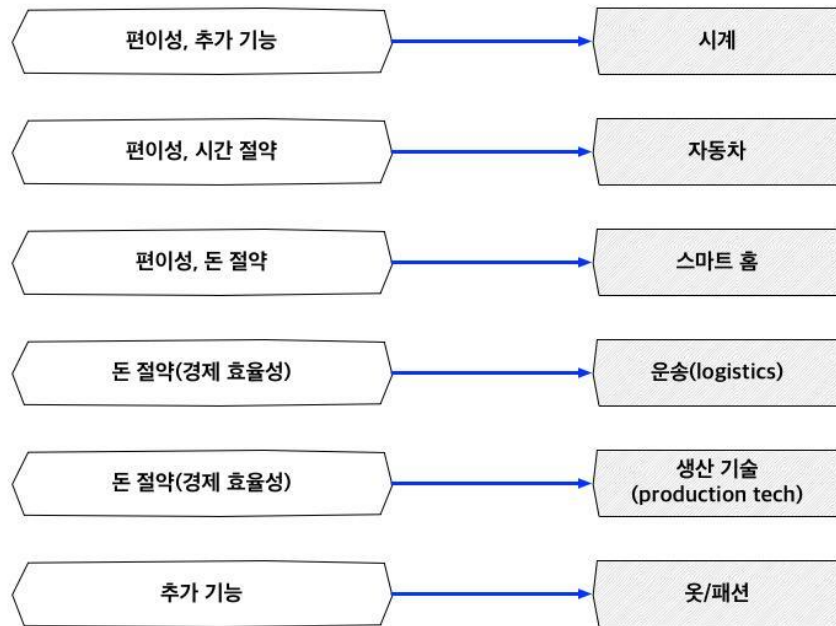 편이성, 추가 기능
시계
편이성, 시간 절약
자동차
편이성, 돈 절약
스마트 홈
돈 절약(경제 효율성)
운송(logistics)
돈 절약(경제 효율성)
생산 기술
(production tech)
추가 기능
옷/패션